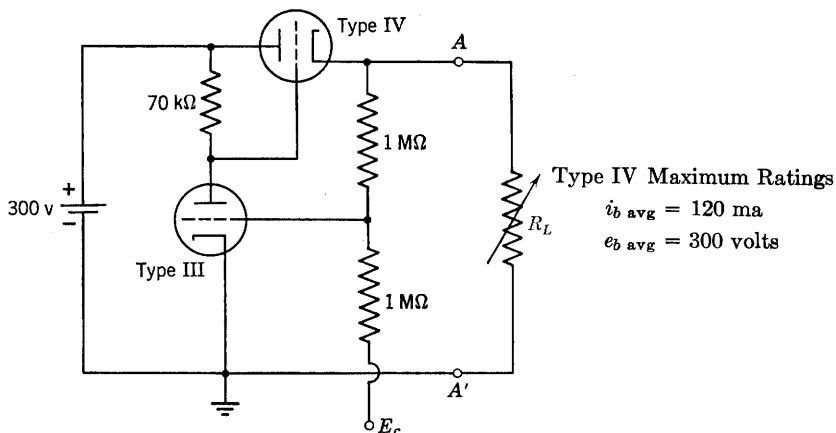 Type IV
A
70 kΩ
1 MΩ
+
300 v
−
Type III
R_L
Type IV Maximum Ratings
i_b avg = 120 ma
e_b avg = 300 volts
1 MΩ
A′
E_c